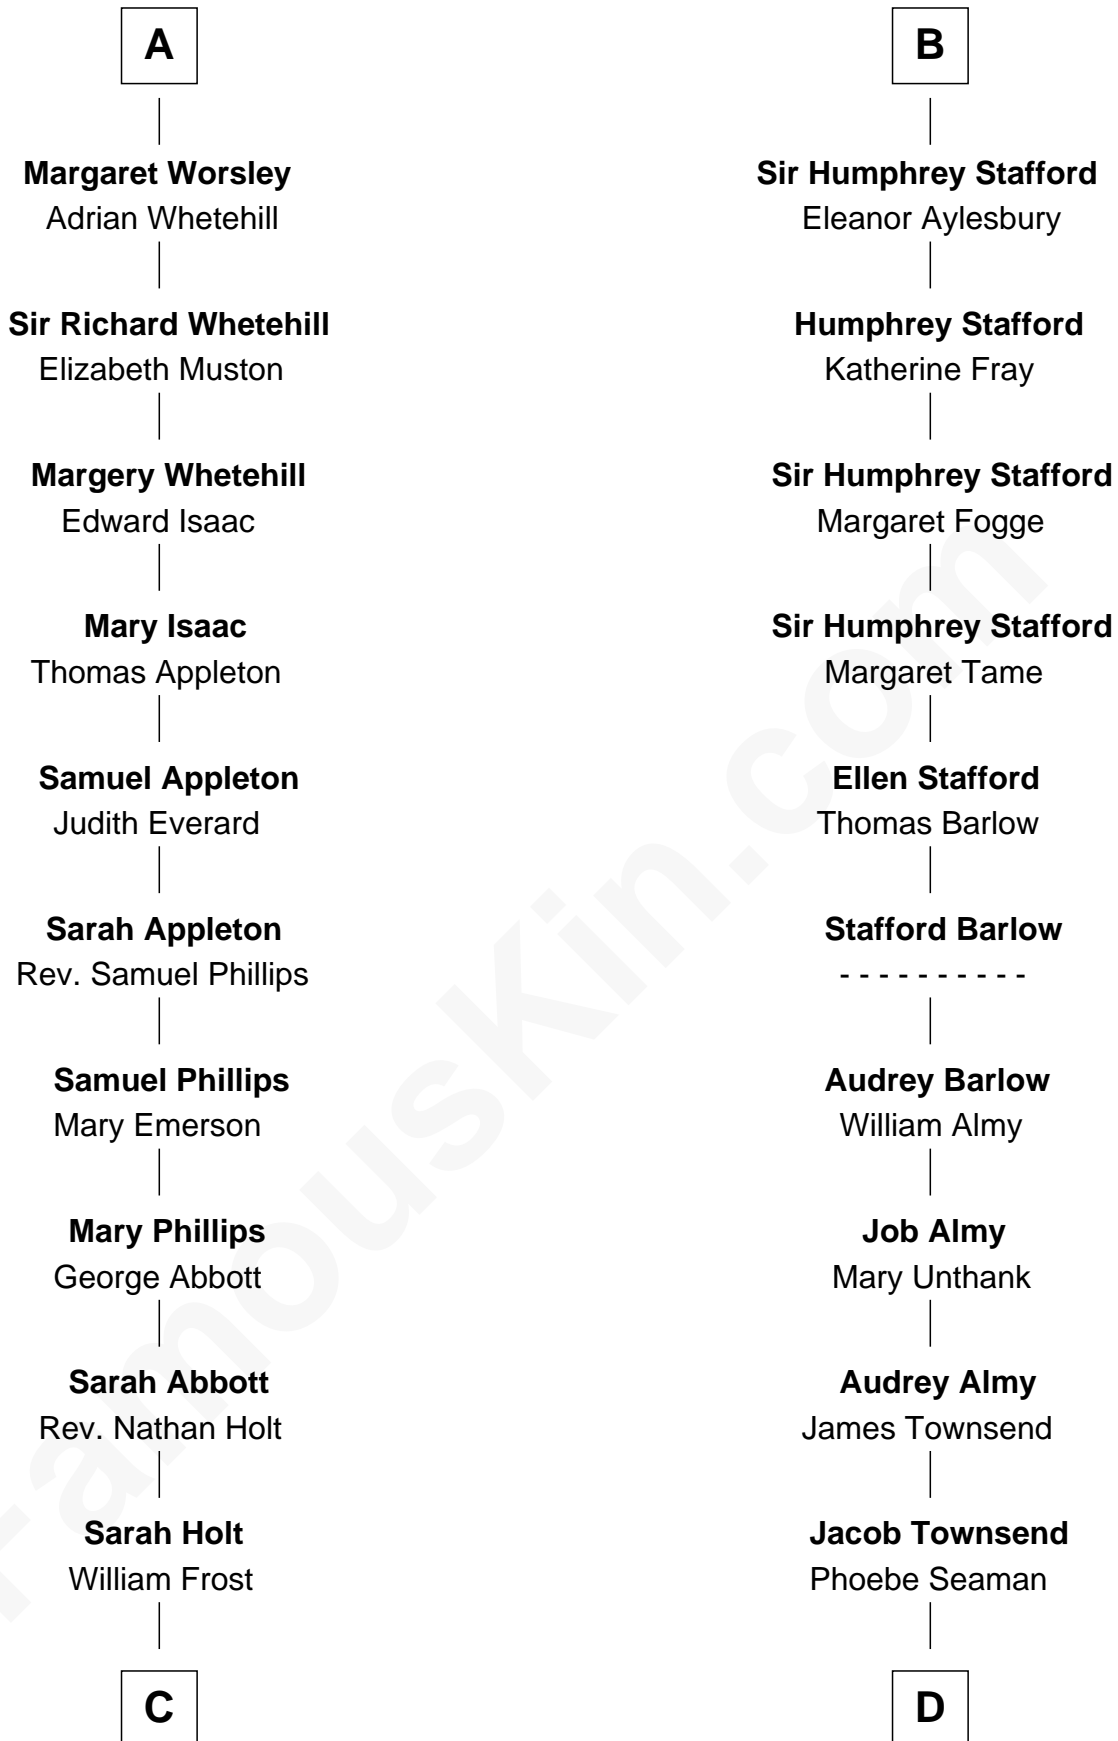 A
Margaret Worsley
Adrian Whetehill
Sir Richard Whetehill
Elizabeth Muston
Margery Whetehill
Edward Isaac
Mary Isaac
Thomas Appleton
Samuel Appleton
Judith Everard
Sarah Appleton
Rev. Samuel Phillips
Samuel Phillips
Mary Emerson
Mary Phillips
George Abbott
Sarah Abbott
Rev. Nathan Holt
Sarah Holt
William Frost
C
B
Sir Humphrey Stafford
Eleanor Aylesbury
Humphrey Stafford
Katherine Fray
Sir Humphrey Stafford
Margaret Fogge
Sir Humphrey Stafford
Margaret Tame
Ellen Stafford
Thomas Barlow
Stafford Barlow
- - - - - - - - - -
Audrey Barlow
William Almy
Job Almy
Mary Unthank
Audrey Almy
James Townsend
Jacob Townsend
Phoebe Seaman
D
FamousKin.com